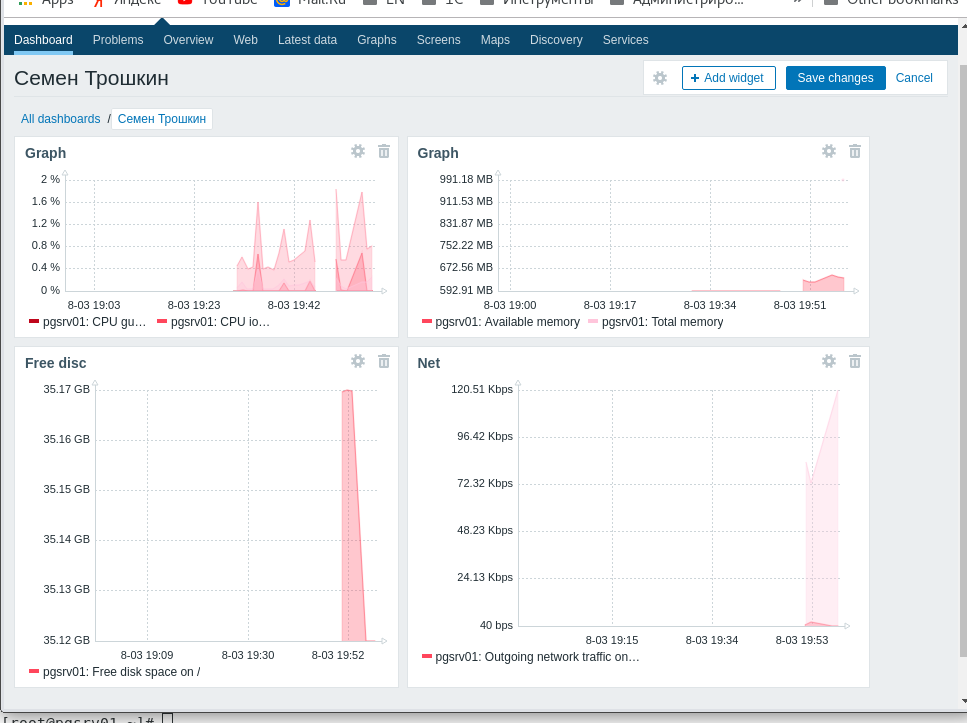 Apps Яндекс YouTube Mail.Ru EN 1C Инструменты Администриро... » Other bookmarks
Dashboard Problems Overview Web Latest data Graphs Screens Maps Discovery Services
Семен Трошкин
+ Add widget Save changes Cancel
All dashboards / Семен Трошкин
Graph
2 %
1.6 %
1.2 %
0.8 %
0.4 %
0 %
8-03 19:03 8-03 19:23 8-03 19:42
pgsrv01: CPU gu… pgsrv01: CPU io…
Graph
991.18 MB
911.53 MB
831.87 MB
752.22 MB
672.56 MB
592.91 MB
8-03 19:00 8-03 19:17 8-03 19:34 8-03 19:51
pgsrv01: Available memory pgsrv01: Total memory
Free disc
35.17 GB
35.16 GB
35.15 GB
35.14 GB
35.13 GB
35.12 GB
8-03 19:09 8-03 19:30 8-03 19:52
pgsrv01: Free disk space on /
Net
120.51 Kbps
96.42 Kbps
72.32 Kbps
48.23 Kbps
24.13 Kbps
40 bps
8-03 19:15 8-03 19:34 8-03 19:53
pgsrv01: Outgoing network traffic on…
[root@pgsrv01 ~]#